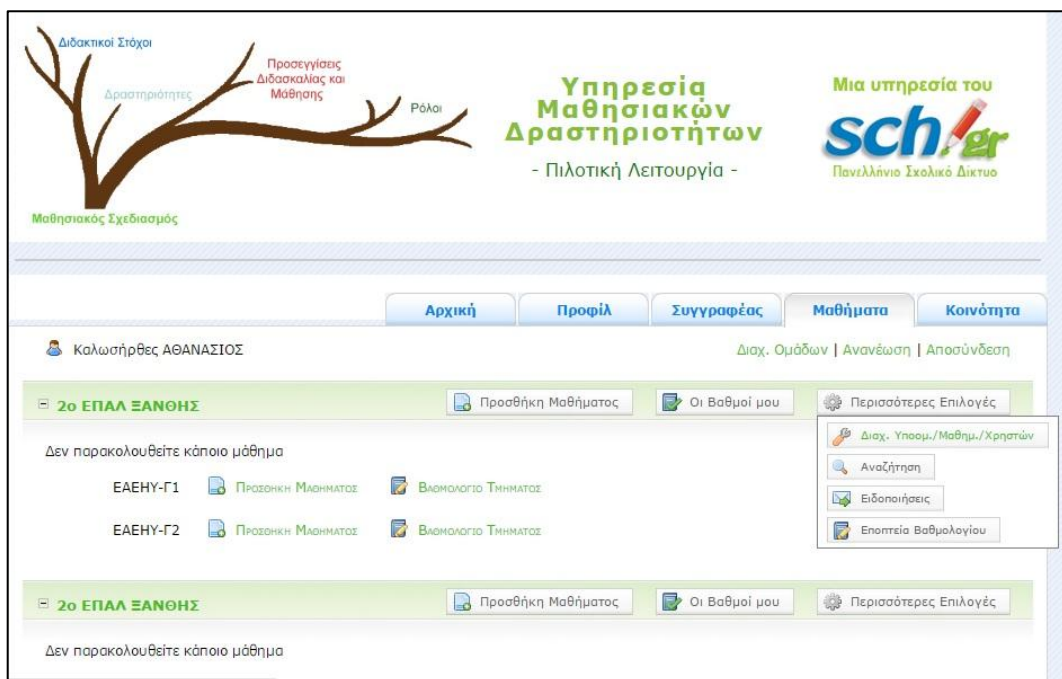 Διδακτικοί Στόχοι
Προσεγγίσεις
Διδασκαλίας και
Μάθησης
Δραστηριότητες
Ρόλοι
Μαθησιακός Σχεδιασμός
Υπηρεσία
Μαθησιακών
Δραστηριοτήτων
- Πιλοτική Λειτουργία -
Μια υπηρεσία του
sch.gr
Πανελλήνιο Σχολικό Δίκτυο
Αρχική Προφίλ Συγγραφέας Μαθήματα Κοινότητα
Καλωσήρθες ΑΘΑΝΑΣΙΟΣ Διαχ. Ομάδων | Ανανέωση | Αποσύνδεση
2ο ΕΠΑΛ ΞΑΝΘΗΣ Προσθήκη Μαθήματος Οι Βαθμοί μου Περισσότερες Επιλογές
Διαχ. Υποομ./Μαθημ./Χρηστών
Αναζήτηση
Ειδοποιήσεις
Εποπτεία Βαθμολογίου
Δεν παρακολουθείτε κάποιο μάθημα
ΕΑΕΗΥ-Γ1 ΠΡΟΣΘΗΚΗ ΜΑΘΗΜΑΤΟΣ ΒΑΘΜΟΛΟΓΙΟ ΤΜΗΜΑΤΟΣ
ΕΑΕΗΥ-Γ2 ΠΡΟΣΘΗΚΗ ΜΑΘΗΜΑΤΟΣ ΒΑΘΜΟΛΟΓΙΟ ΤΜΗΜΑΤΟΣ
2ο ΕΠΑΛ ΞΑΝΘΗΣ Προσθήκη Μαθήματος Οι Βαθμοί μου Περισσότερες Επιλογές
Δεν παρακολουθείτε κάποιο μάθημα